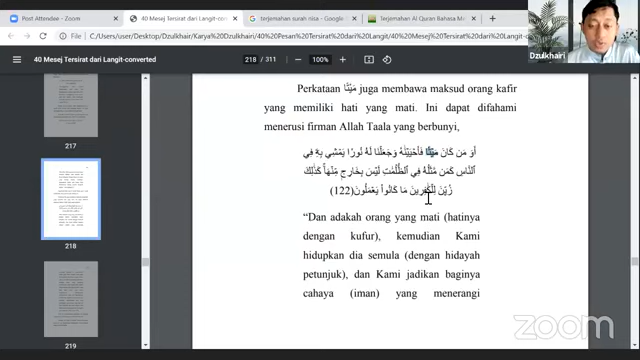 Post Attendee - Zoom
40 Mesej Tersirat dari Langit-c
terjemahan surah nisa - Google S
Terjemahan Al Quran Bahasa Me
C:/Users/user/Desktop/Dzulkhair/Karya%20Dzulkhairi/40%20Pesan%20Tersirat%20dari%20Langit/40%20Mesej%20Tersirat%20dari%20Langit-converted
Dzulkhairi
40 Mesej Tersirat dari Langit-converted
218 / 311
100%
217
218
219
Perkataan مَيْتًا juga membawa maksud orang kafir
yang memiliki hati yang mati. Ini dapat difahami
menerusi firman Allah Taala yang berbunyi,
أَوَ مَن كَانَ مَيْتًا فَأَحْيَيْنَٰهُ وَجَعَلْنَا لَهُ نُورًا يَمْشِي بِهِ فِي
ٱلنَّاسِ كَمَن مَّثَلُهُ فِي ٱلظُّلُمَٰتِ لَيْسَ بِخَارِجٍ مِّنْهَا كَذَٰلِكَ
زُيِّنَ لِلْكَٰفِرِينَ مَا كَانُواْ يَعْمَلُونَ(122)
“Dan adakah orang yang mati (hatinya
dengan kufur), kemudian Kami
hidupkan dia semula (dengan hidayah
petunjuk), dan Kami jadikan baginya
cahaya (iman) yang menerangi
zoom